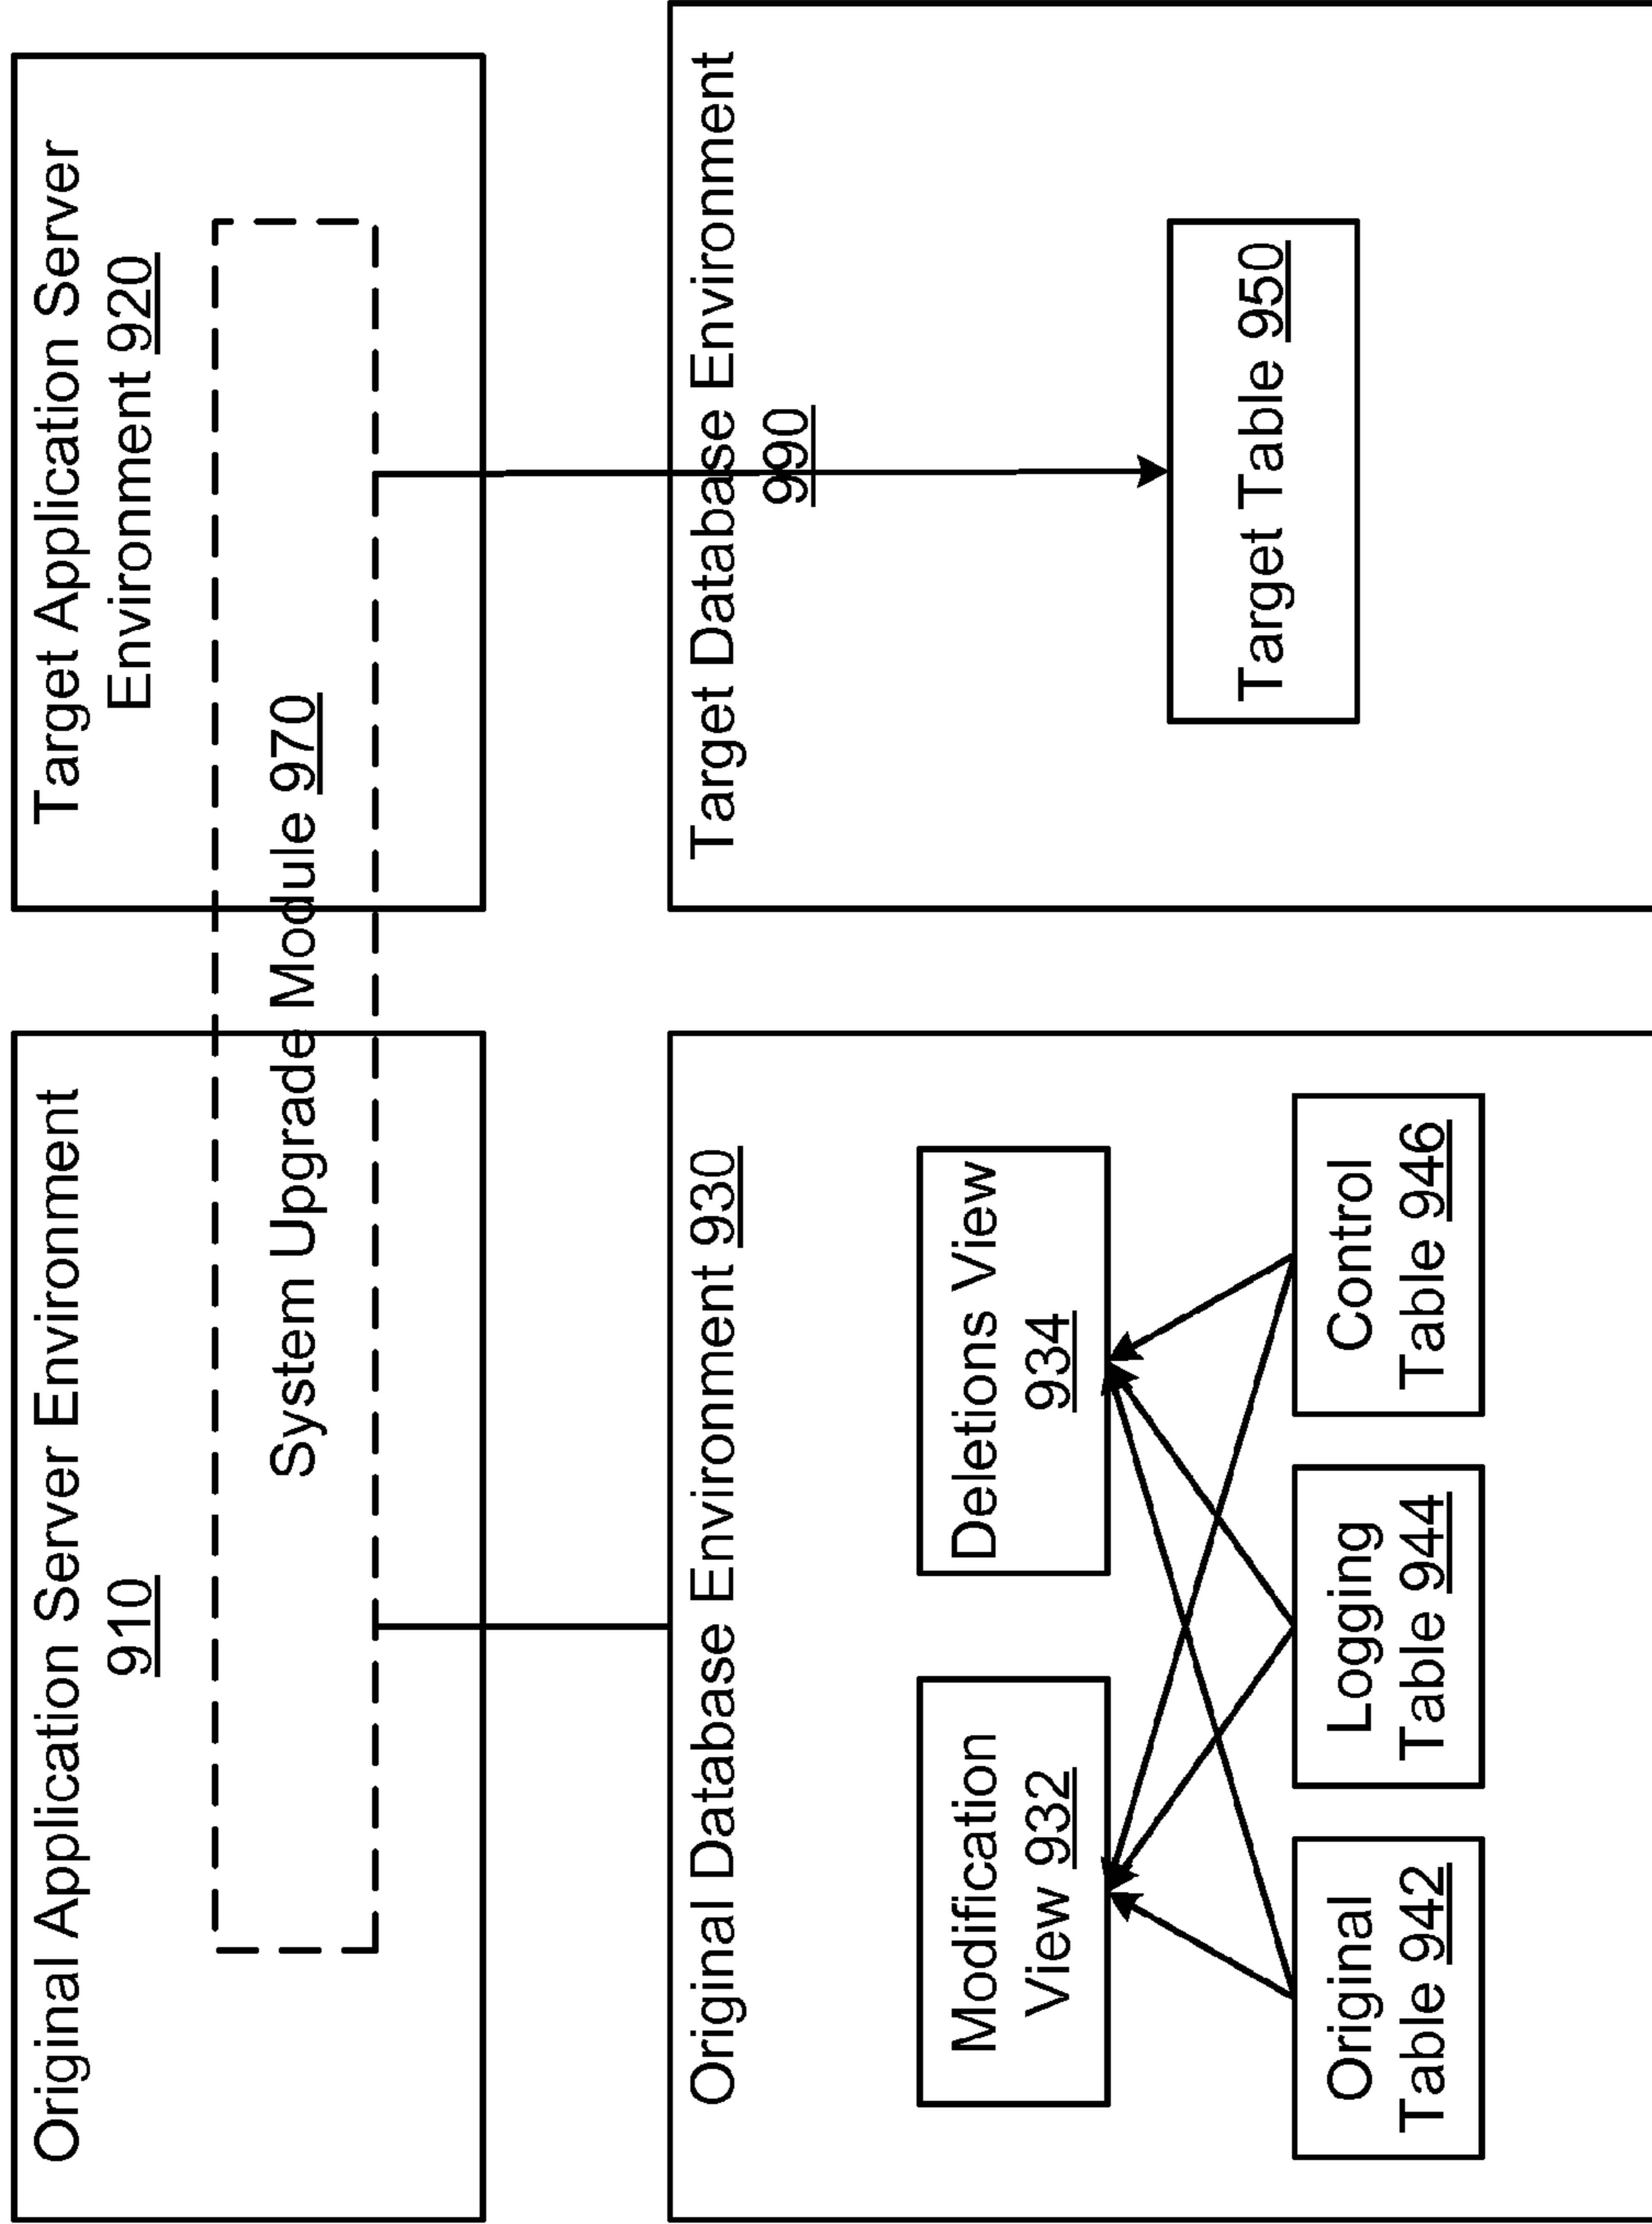 Original Application Server Environment
910
Target Application Server
Environment 920
System Upgrade Module 970
Original Database Environment 930
Modification
View 932
Deletions View
934
Original
Table 942
Logging
Table 944
Control
Table 946
Target Database Environment
990
Target Table 950